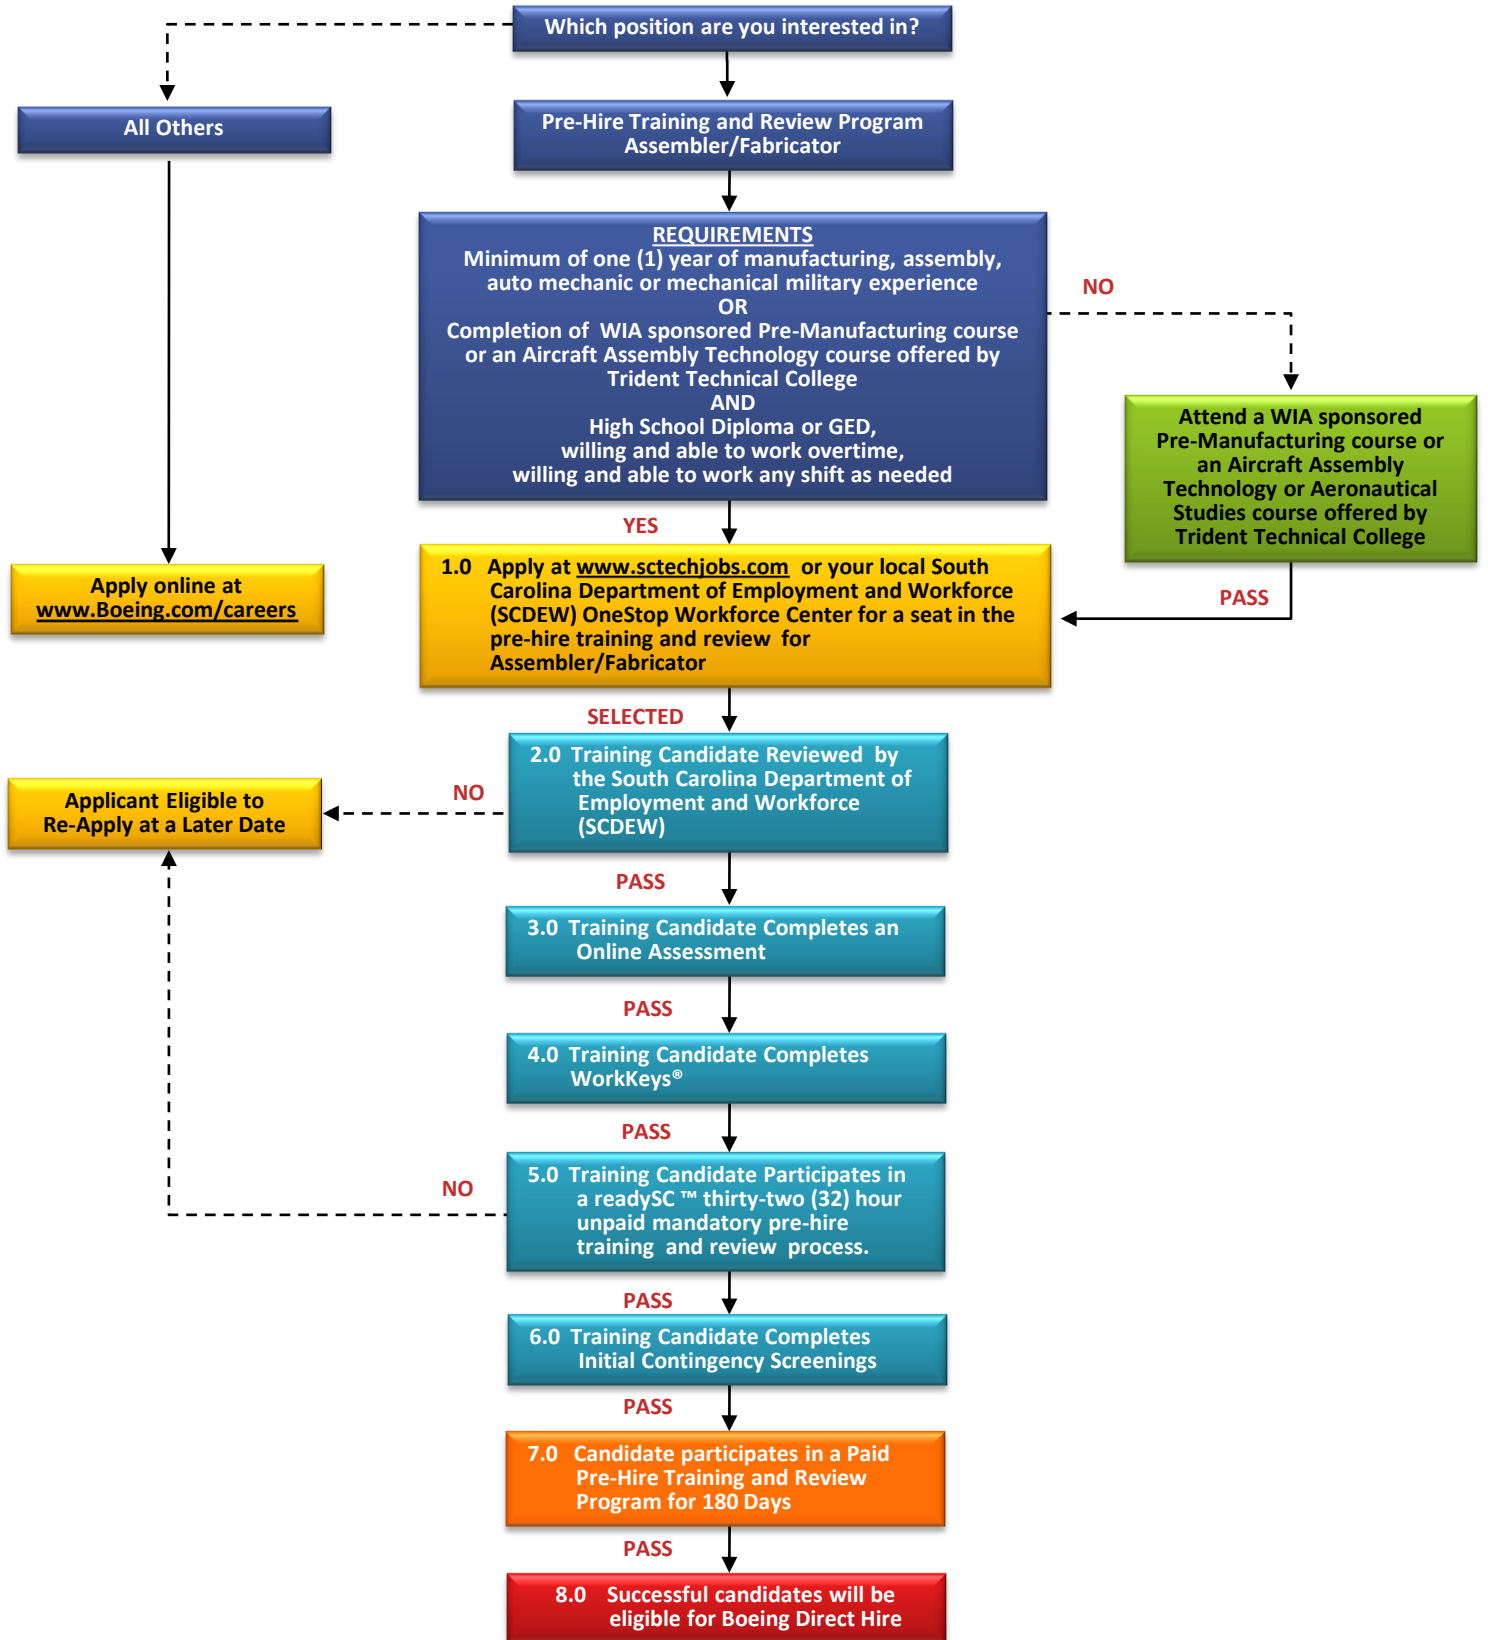 Which position are you interested in?
All Others
Pre-Hire Training and Review Program
Assembler/Fabricator
REQUIREMENTS
Minimum of one (1) year of manufacturing, assembly,
auto mechanic or mechanical military experience
OR
Completion of WIA sponsored Pre-Manufacturing course
or an Aircraft Assembly Technology course offered by
Trident Technical College
AND
High School Diploma or GED,
willing and able to work overtime,
willing and able to work any shift as needed
NO
Attend a WIA sponsored
Pre-Manufacturing course or
an Aircraft Assembly
Technology or Aeronautical
Studies course offered by
Trident Technical College
YES
PASS
Apply online at
www.Boeing.com/careers
1.0 Apply at www.sctechjobs.com or your local South
Carolina Department of Employment and Workforce
(SCDEW) OneStop Workforce Center for a seat in the
pre-hire training and review for
Assembler/Fabricator
SELECTED
2.0 Training Candidate Reviewed by
the South Carolina Department of
Employment and Workforce
(SCDEW)
NO
Applicant Eligible to
Re-Apply at a Later Date
PASS
3.0 Training Candidate Completes an
Online Assessment
PASS
4.0 Training Candidate Completes
WorkKeys®
PASS
5.0 Training Candidate Participates in
a readySC ™ thirty-two (32) hour
unpaid mandatory pre-hire
training and review process.
NO
PASS
6.0 Training Candidate Completes
Initial Contingency Screenings
PASS
7.0 Candidate participates in a Paid
Pre-Hire Training and Review
Program for 180 Days
PASS
8.0 Successful candidates will be
eligible for Boeing Direct Hire